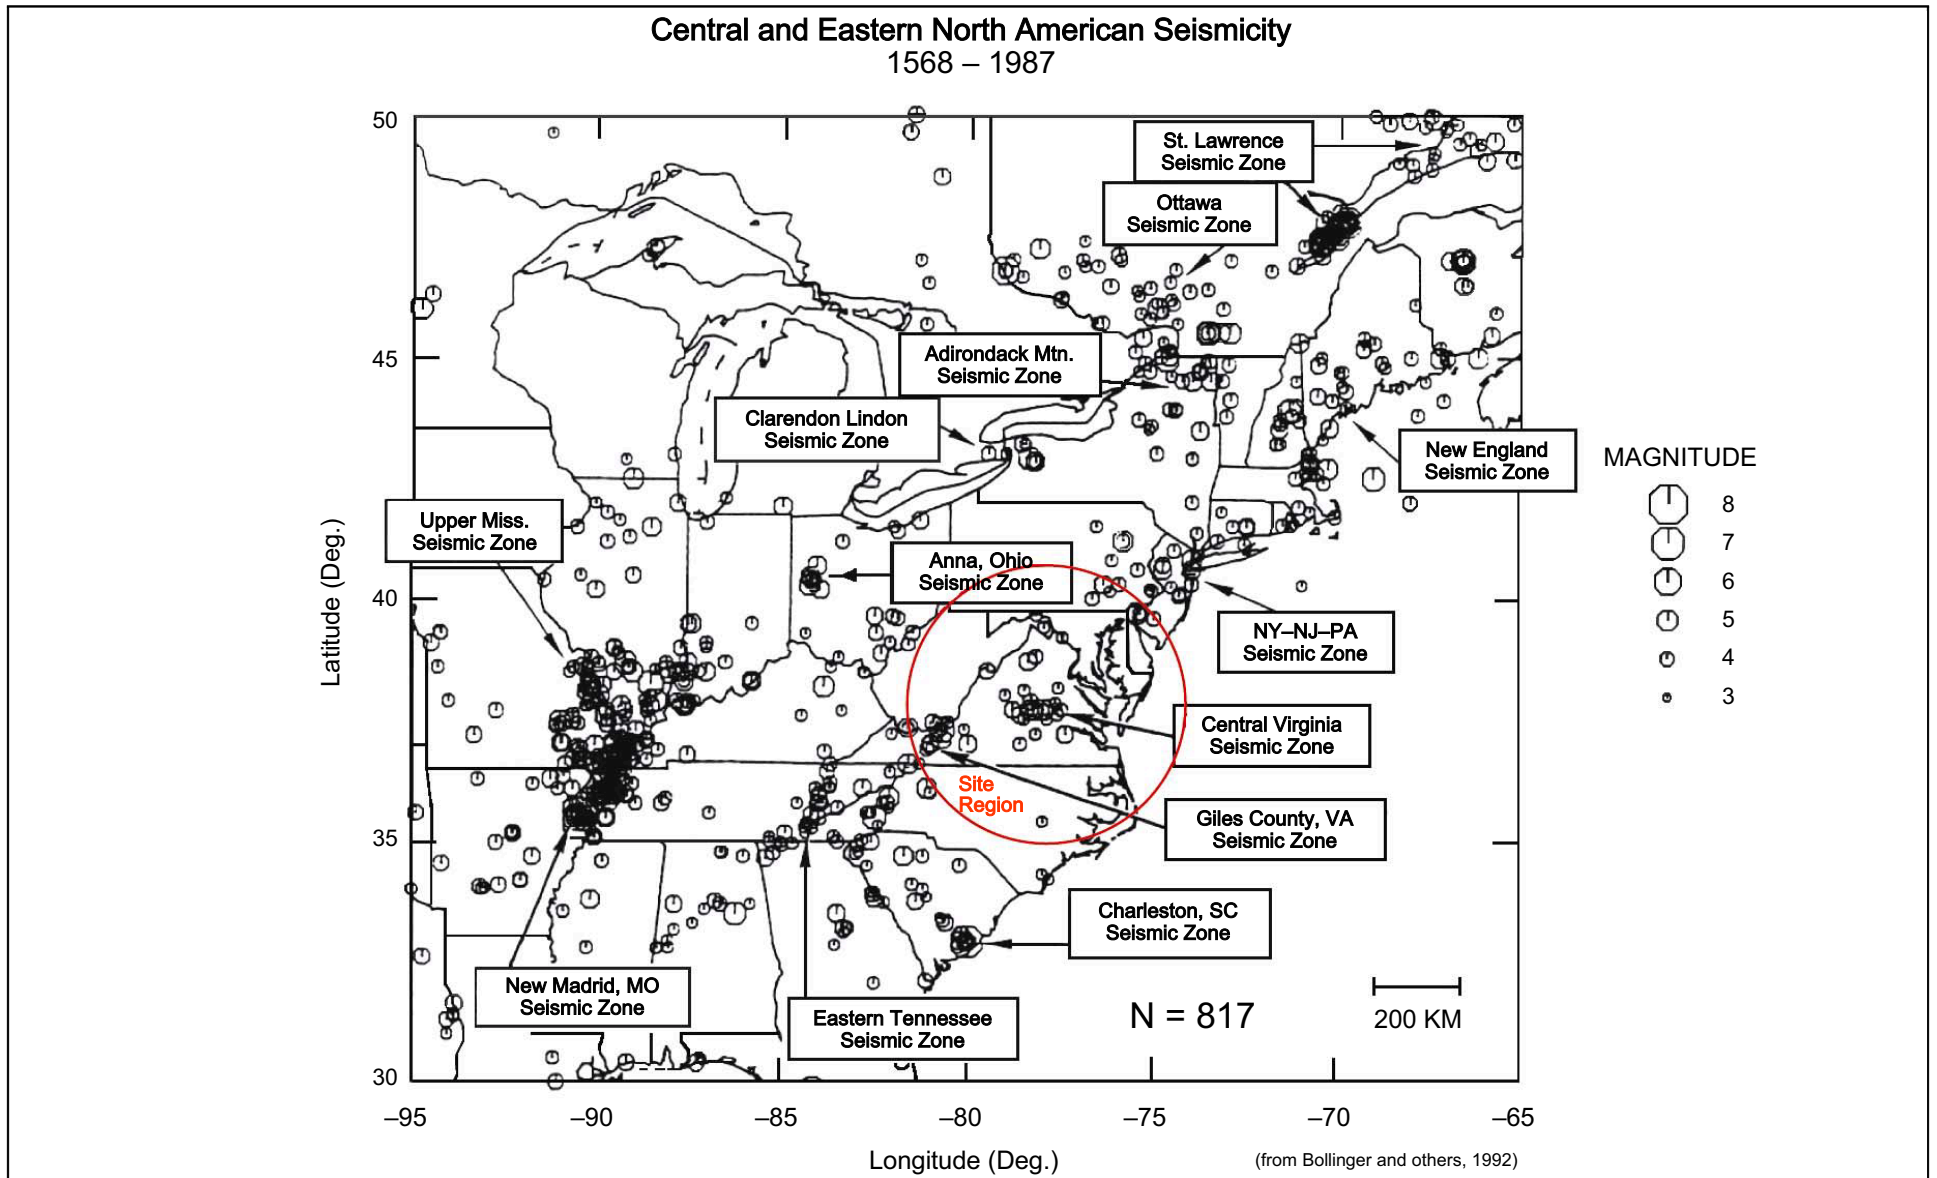 Central and Eastern North American Seismicity
1568 – 1987
50
45
40
35
30
Latitude (Deg.)
–95
–90
–85
–80
–75
–70
–65
Longitude (Deg.)
St. Lawrence
Seismic Zone
Ottawa
Seismic Zone
Adirondack Mtn.
Seismic Zone
Clarendon Lindon
Seismic Zone
New England
Seismic Zone
Upper Miss.
Seismic Zone
Anna, Ohio
Seismic Zone
NY–NJ–PA
Seismic Zone
Central Virginia
Seismic Zone
Site
Region
Giles County, VA
Seismic Zone
Charleston, SC
Seismic Zone
New Madrid, MO
Seismic Zone
Eastern Tennessee
Seismic Zone
N = 817
200 KM
MAGNITUDE
8
7
6
5
4
3
(from Bollinger and others, 1992)